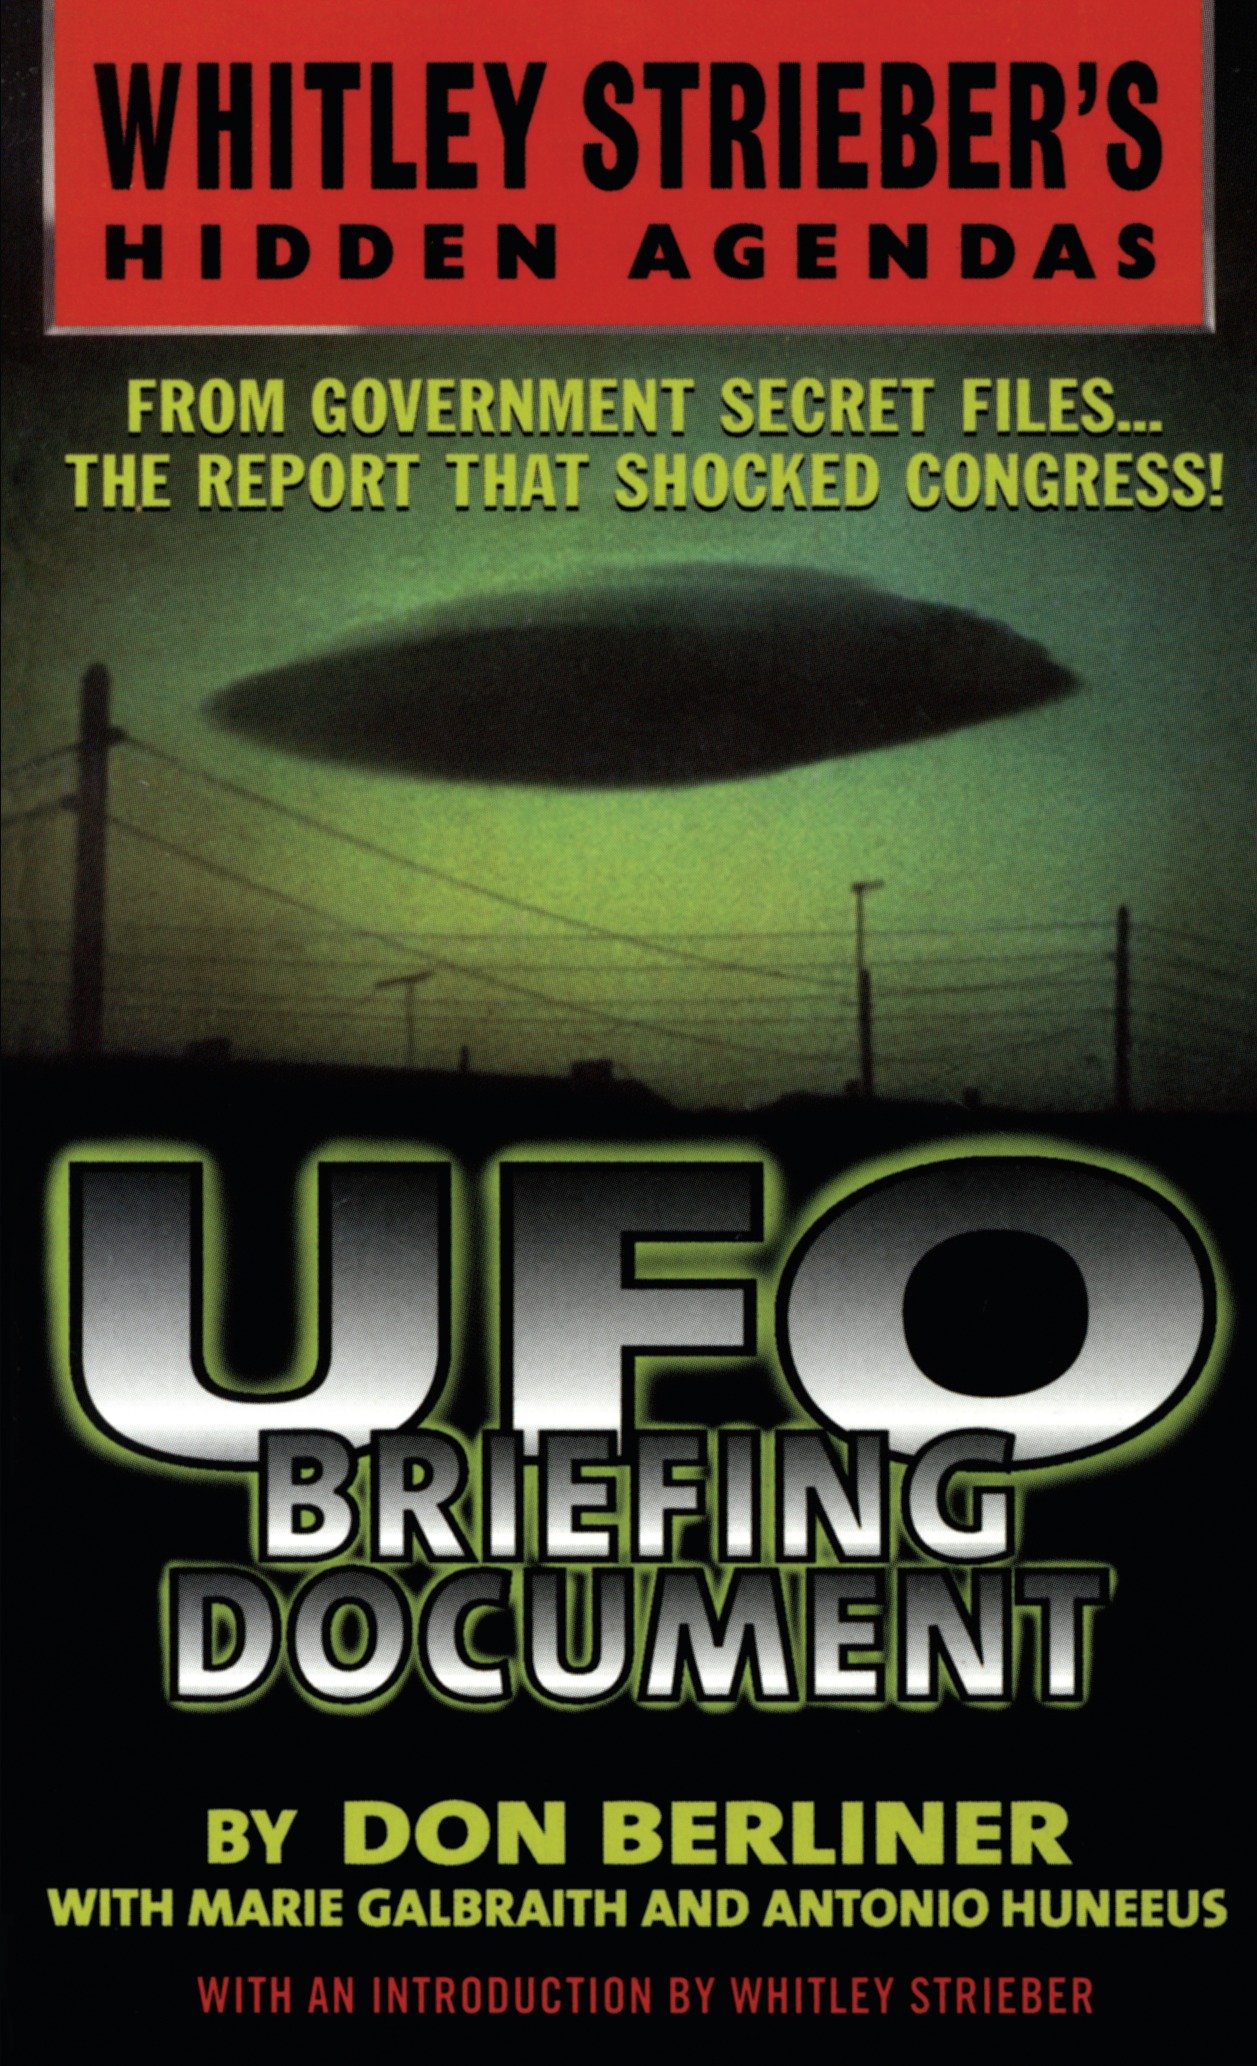 WHITLEY STRIEBER'S
HIDDEN AGENDAS
FROM GOVERNMENT SECRET FILES...
THE REPORT THAT SHOCKED CONGRESS!
UFO
BRIEFING
DOCUMENT
BY DON BERLINER
WITH MARIE GALBRAITH AND ANTONIO HUNEEUS
WITH AN INTRODUCTION BY WHITLEY STRIEBER